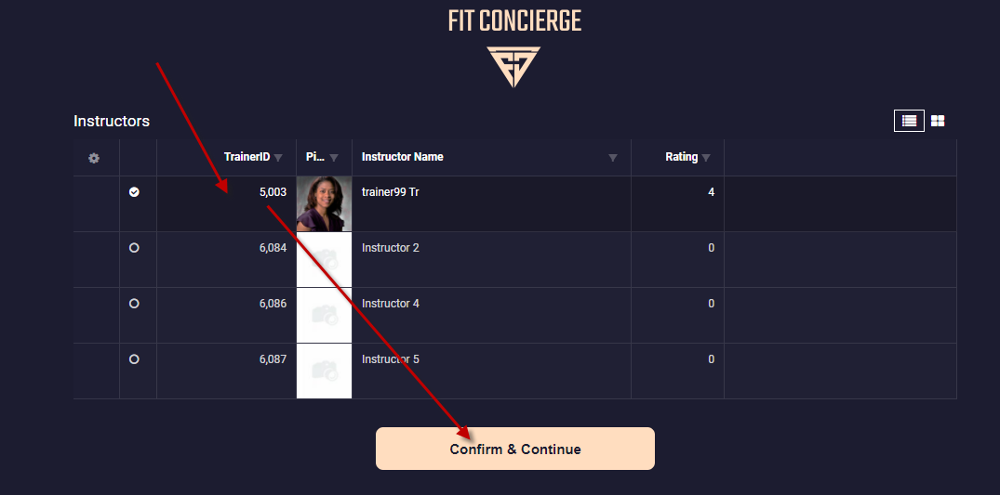 FIT CONCIERGE
Instructors
TrainerID Pi... Instructor Name Rating
5,003 trainer99 Tr 4
6,084 Instructor 2 0
6,086 Instructor 4 0
6,087 Instructor 5 0
Confirm & Continue